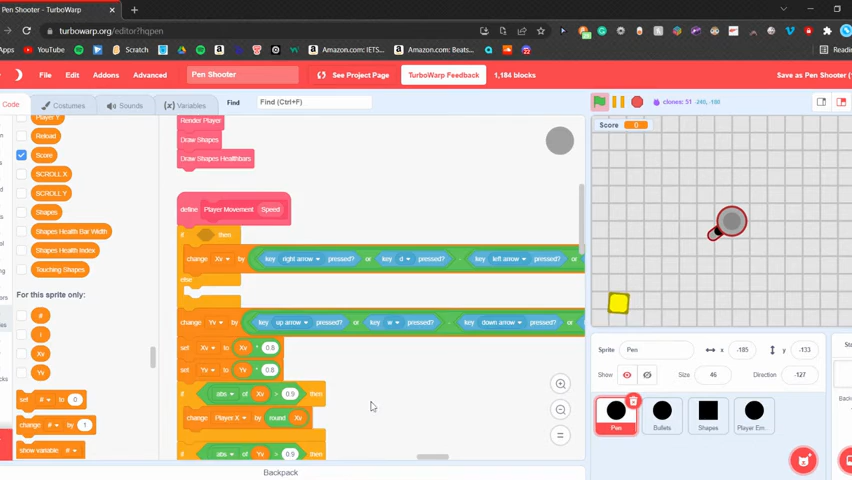 Pen Shooter - TurboWarp
turbowarp.org/editor?hqpen
YouTube Scratch Amazon.com: IETS... Amazon.com: Beats... Readin
File Edit Addons Advanced Pen Shooter See Project Page TurboWarp Feedback 1,184 blocks Save as Pen Shooter (
Code Costumes Sounds Variables Find Find (Ctrl+F) clones: 51 -246, -186
Player Y
Reload
Score
SCROLL X
SCROLL Y
Shapes
Shapes Health Bar Width
Shapes Health Index
Touching Shapes
For this sprite only:
#
i
Xv
Yv
set # to 0
change # by 1
show variable #
Render Player
Draw Shapes
Draw Shapes Healthbars
define Player Movement Speed
if then
change Xv by key right arrow pressed? or key d pressed? - key left arrow pressed? or
else
change Yv by key up arrow pressed? or key w pressed? - key down arrow pressed? or
set Xv to Xv * 0.8
set Yv to Yv * 0.8
if abs of Xv > 0.9 then
change Player X by round Xv
if abs of Yv > 0.9 then
Backpack
Score 0
Sprite Pen x -185 y -133
Show Size 46 Direction -127
Pen Bullets Shapes Player Em...